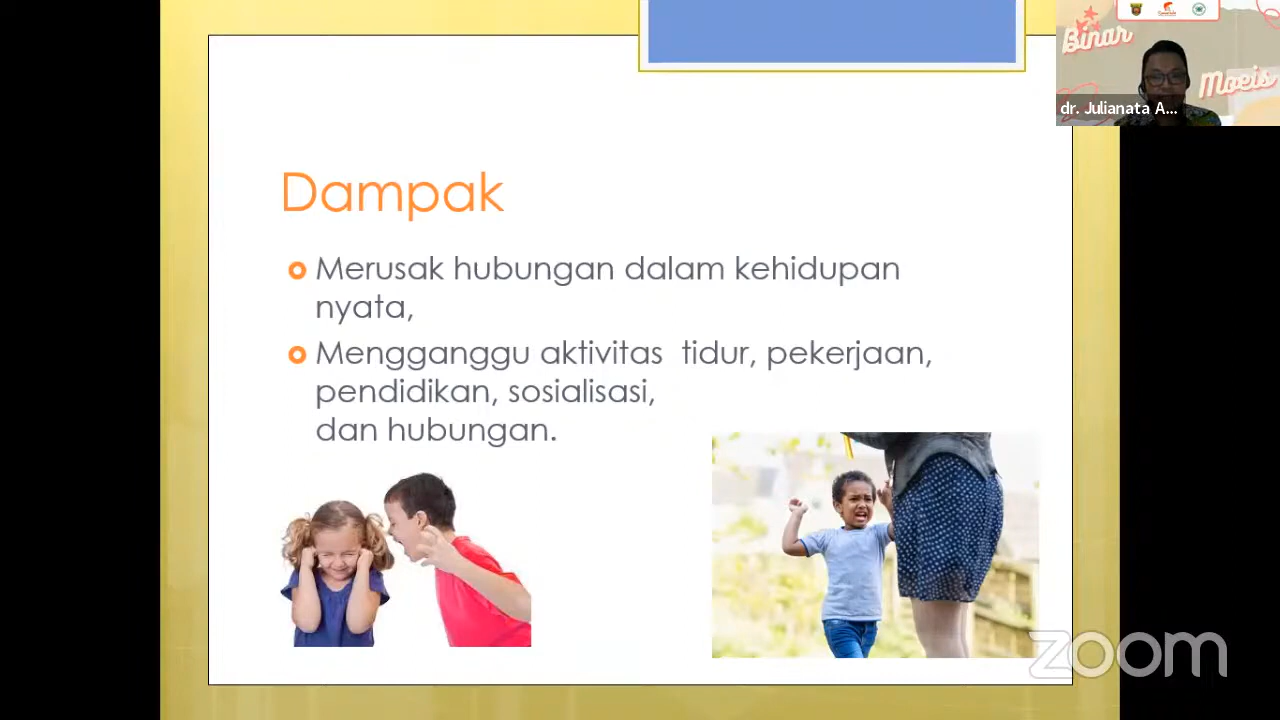 Binar
Moeis
dr. Julianata A...
Dampak
Merusak hubungan dalam kehidupan
nyata,
Mengganggu aktivitas tidur, pekerjaan,
pendidikan, sosialisasi,
dan hubungan.
zoom